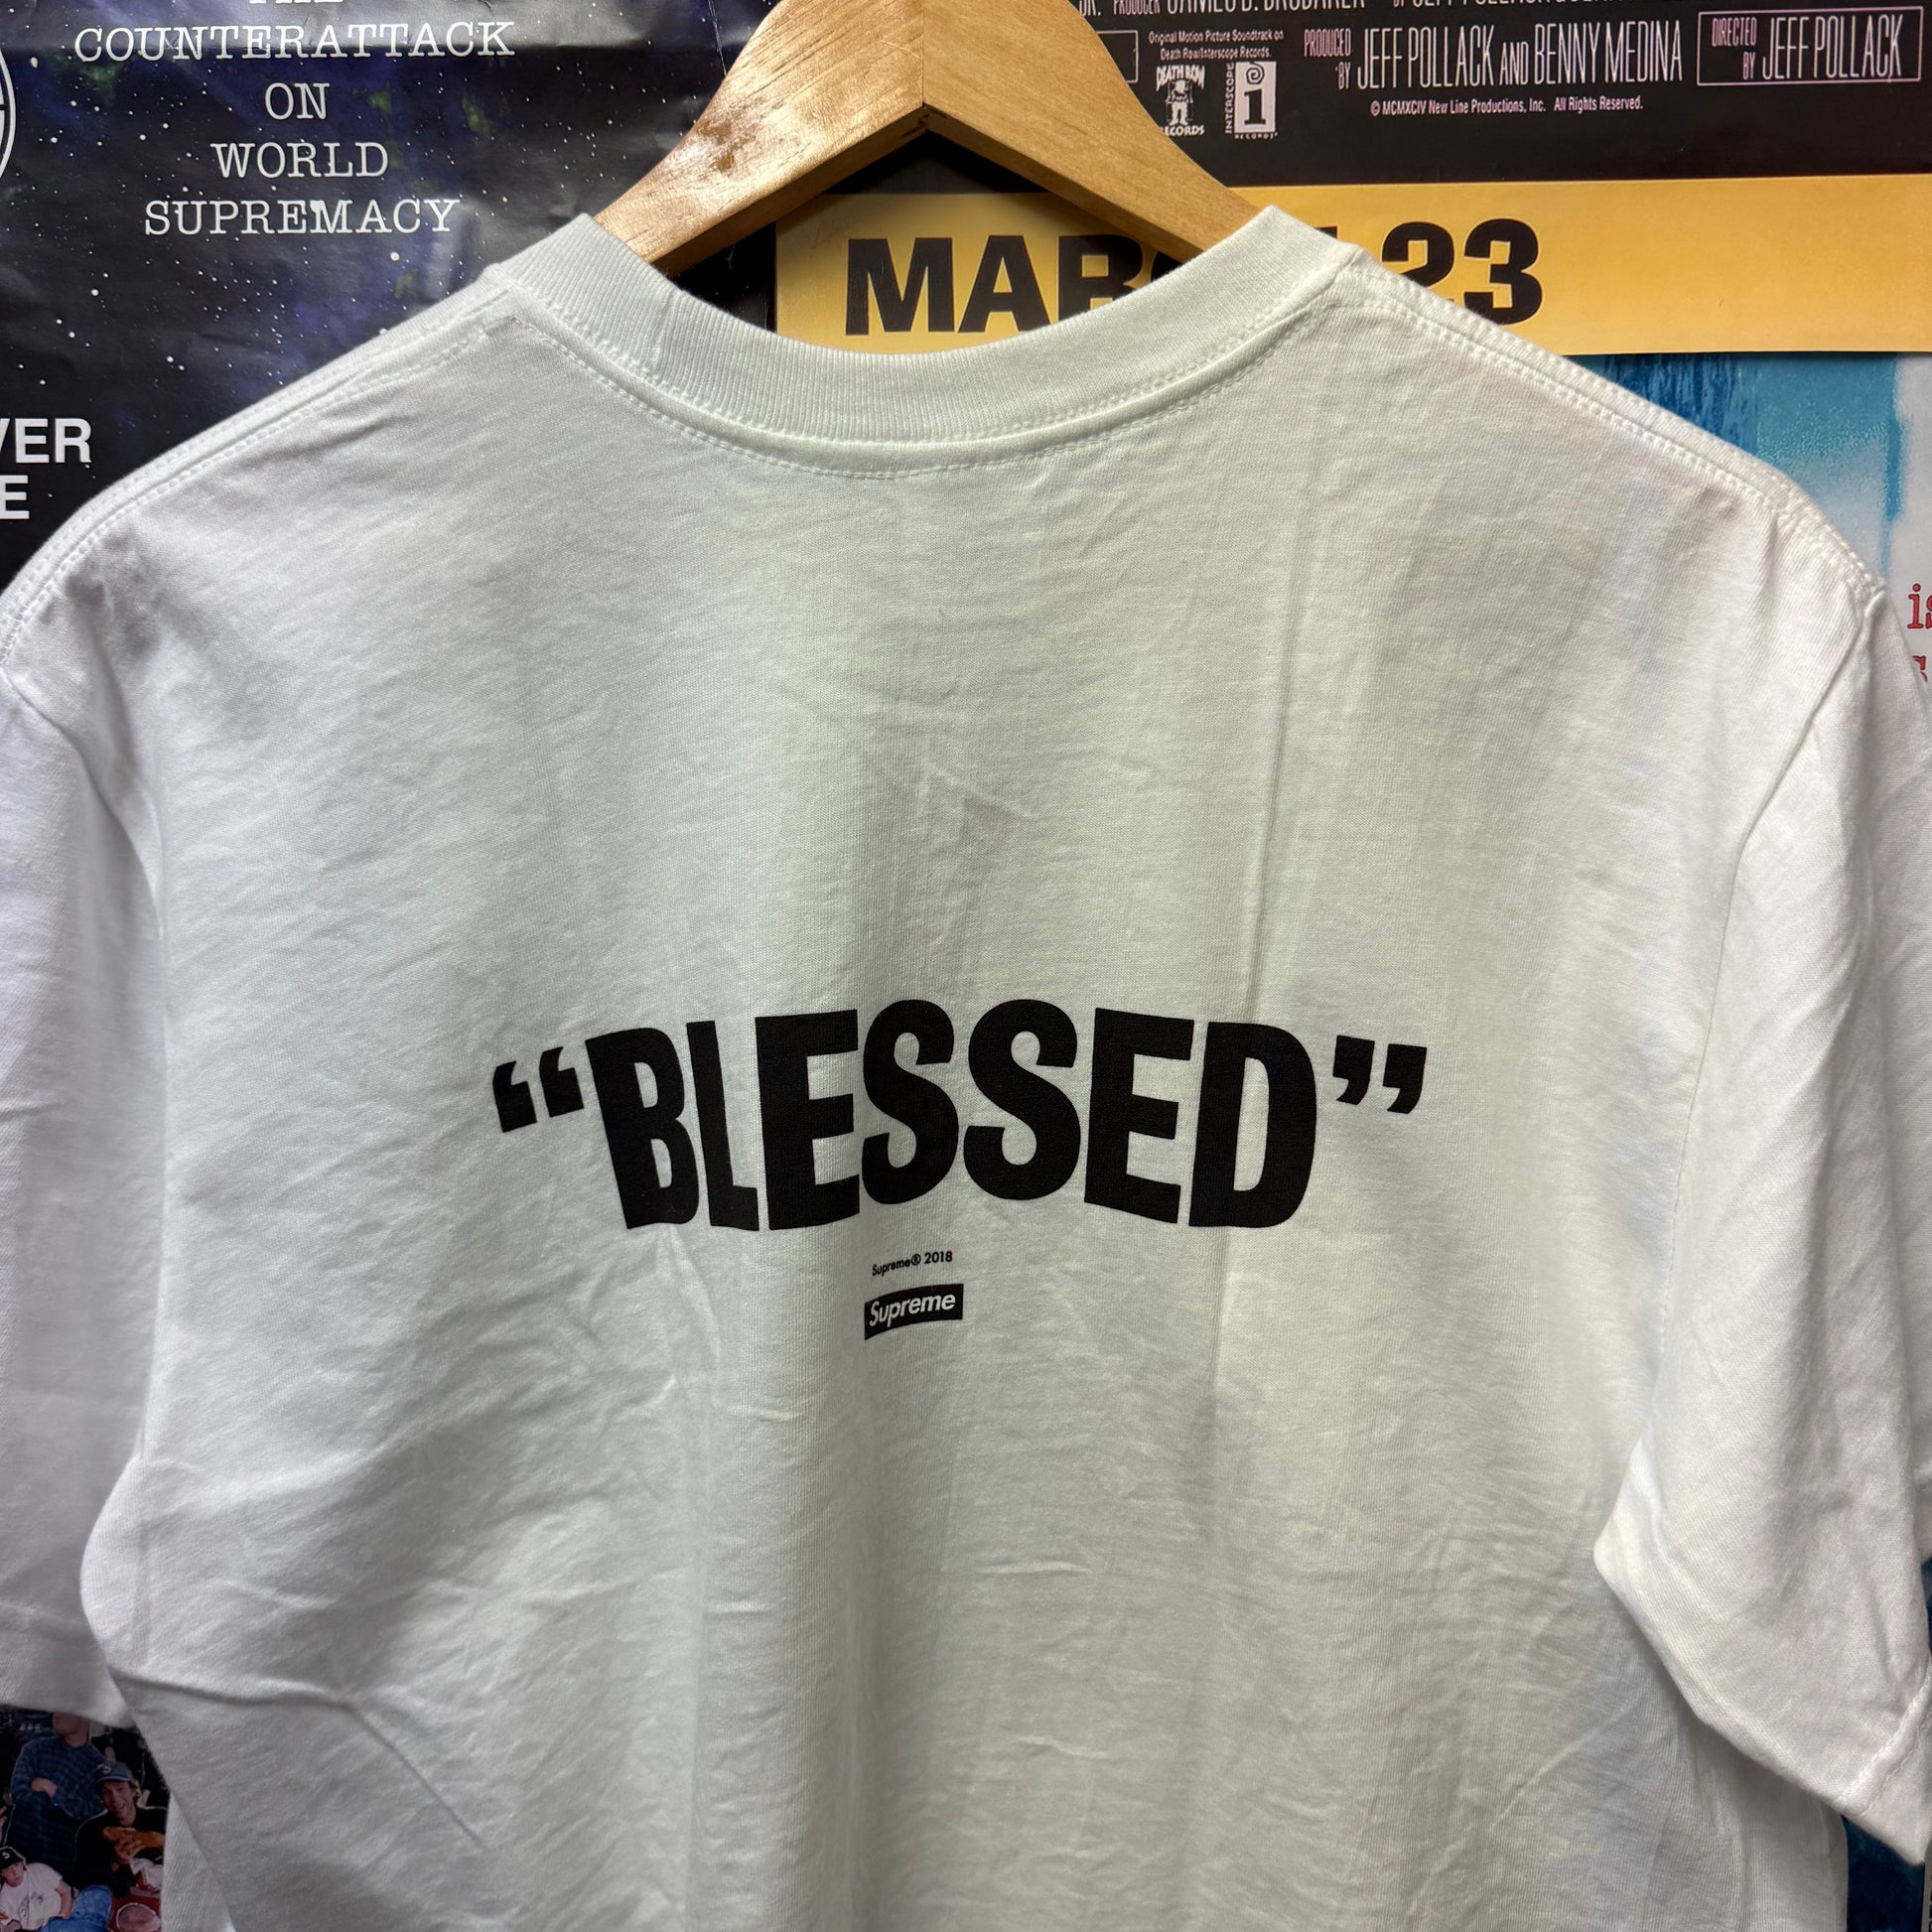 COUNTERATTACK
ON
WORLD
SUPREMACY
Original Motion Picture Soundtrack on
Death Row/Interscope Records.
DEATH ROW
RECORDS
INTERSCOPE
RECORDS
PRODUCED BY JEFF POLLACK AND BENNY MEDINA
DIRECTED BY JEFF POLLACK
© MCMXCIV New Line Productions, Inc. All Rights Reserved.
23
“BLESSED”
Supreme® 2018
Supreme